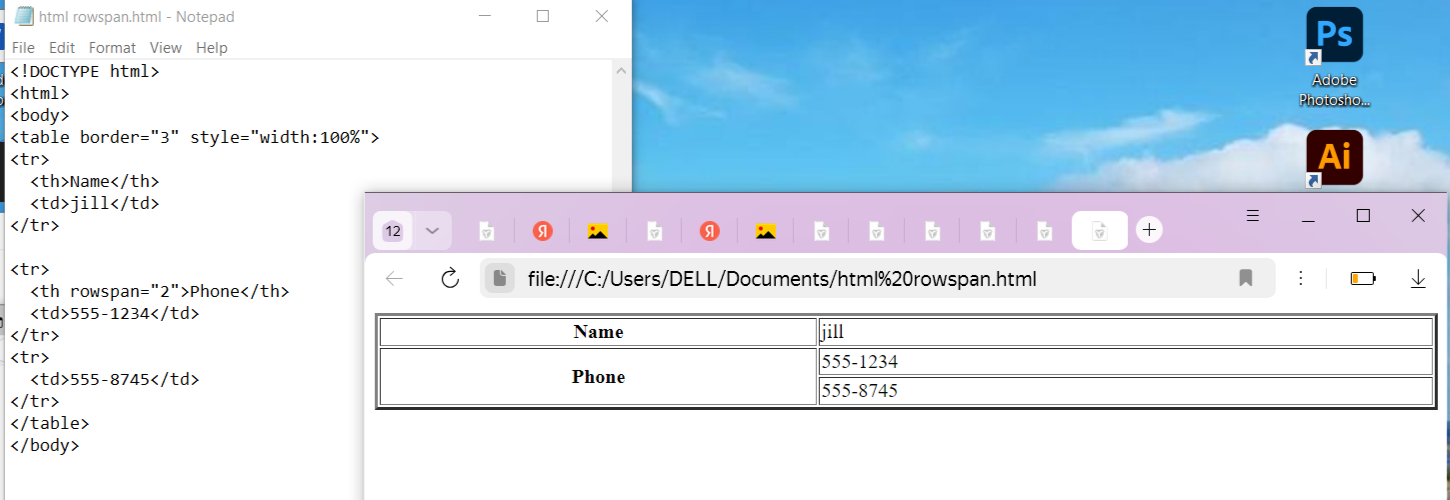 html rowspan.html - Notepad
File Edit Format View Help
<!DOCTYPE html>
<html>
<body>
<table border="3" style="width:100%">
<tr>
  <th>Name</th>
  <td>jill</td>
</tr>
<tr>
  <th rowspan="2">Phone</th>
  <td>555-1234</td>
</tr>
<tr>
  <td>555-8745</td>
</tr>
</table>
</body>
Ps
Adobe
Photosho...
Ai
12
Я
Я
file:///C:/Users/DELL/Documents/html%20rowspan.html
Name jill
Phone 555-1234
555-8745